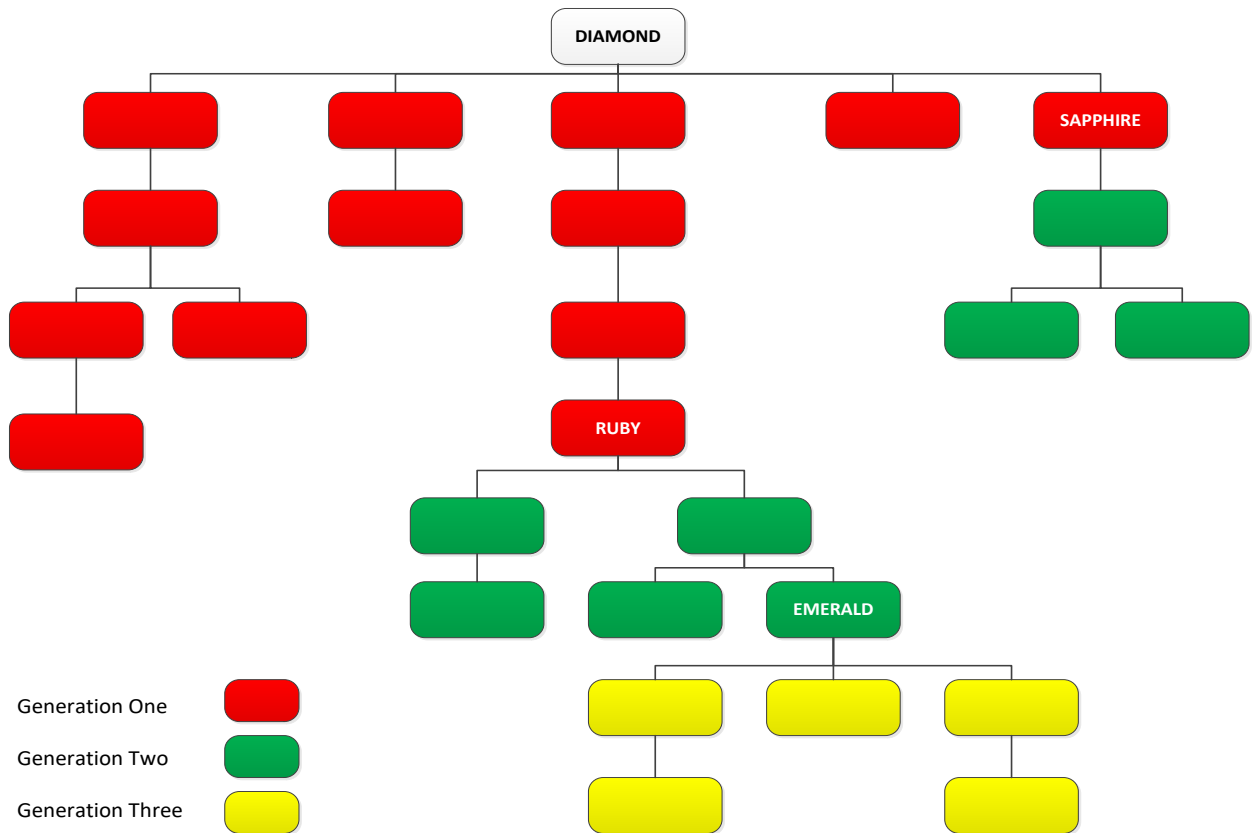 DIAMOND
SAPPHIRE
RUBY
EMERALD
Generation One
Generation Two
Generation Three